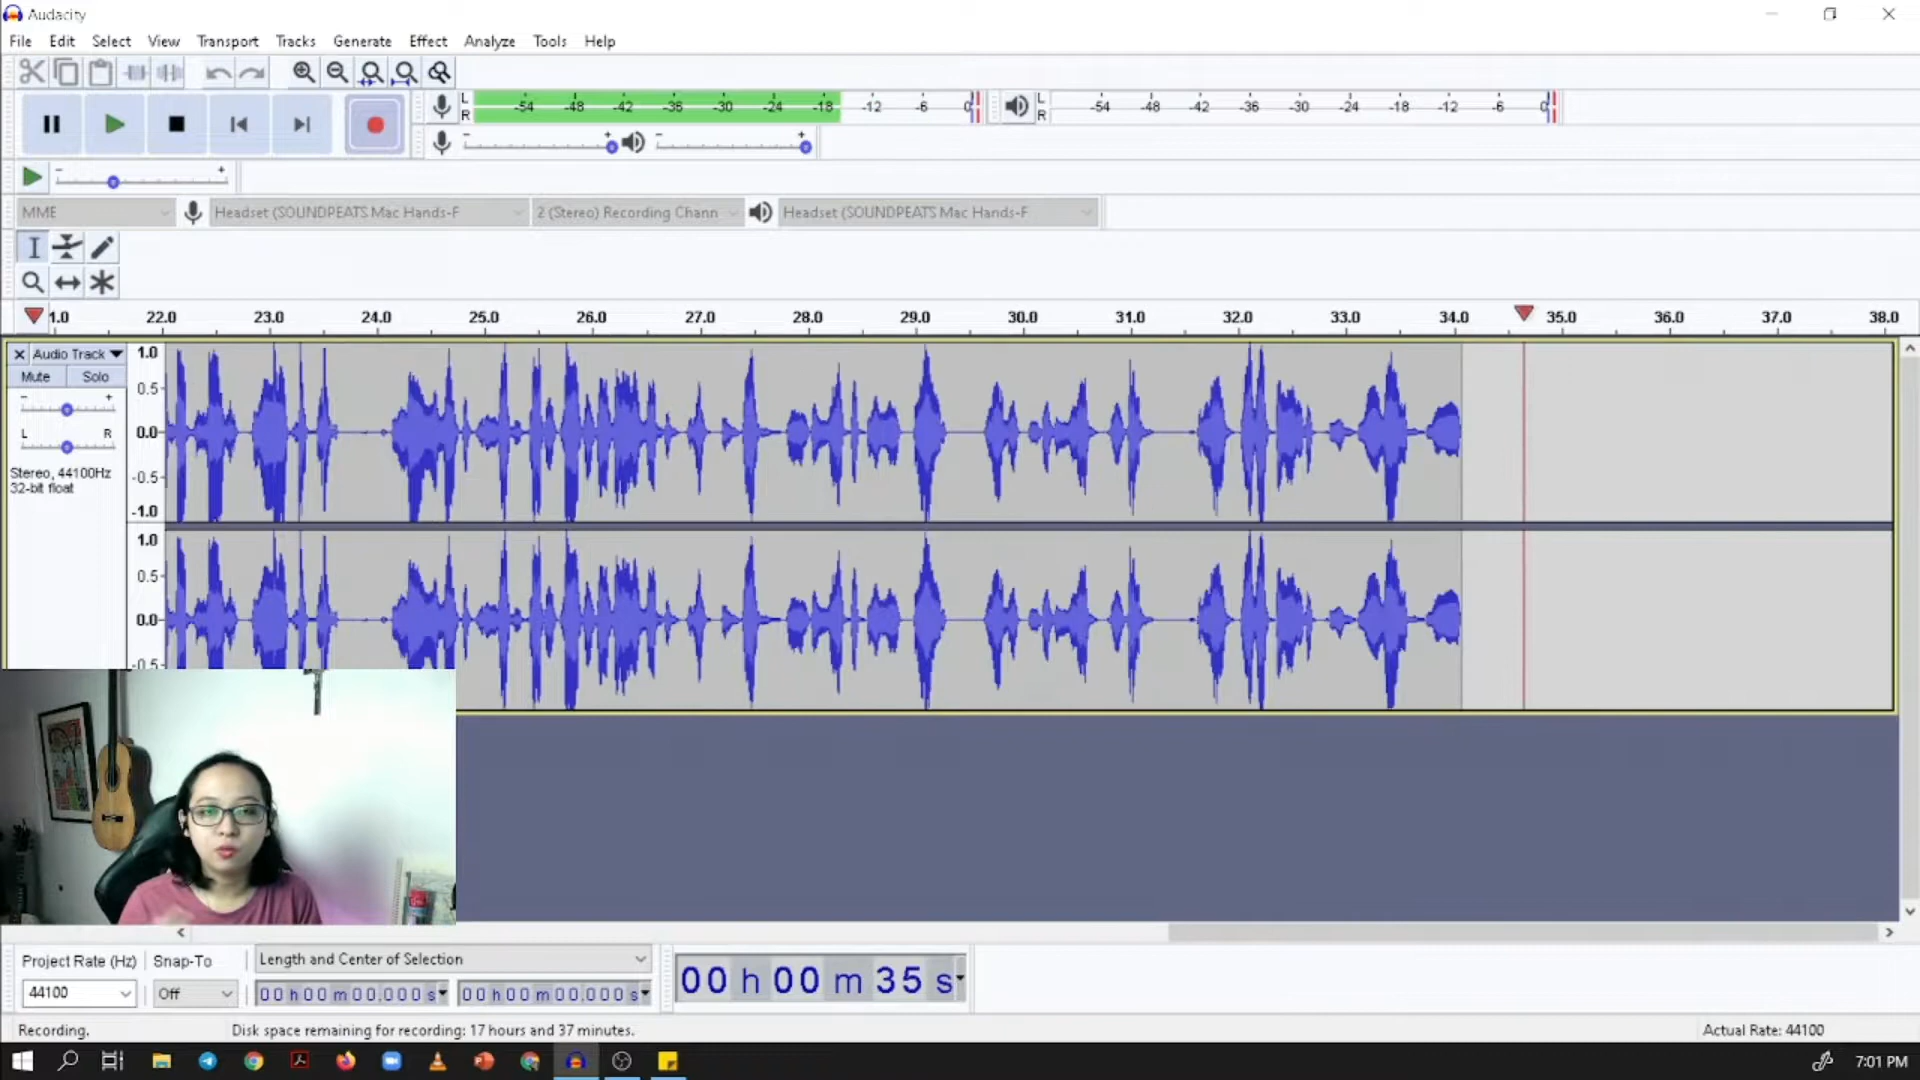 Audacity
File Edit Select View Transport Tracks Generate Effect Analyze Tools Help
L R -54 -48 -42 -36 -30 -24 -18 -12 -6 0
L R -54 -48 -42 -36 -30 -24 -18 -12 -6 0
- + - +
- +
MME Headset (SOUNDPEATS Mac Hands-F 2 (Stereo) Recording Chann Headset (SOUNDPEATS Mac Hands-F
1.0 22.0 23.0 24.0 25.0 26.0 27.0 28.0 29.0 30.0 31.0 32.0 33.0 34.0 35.0 36.0 37.0 38.0
Audio Track
Mute Solo
- +
L R
Stereo, 44100Hz
32-bit float
1.0
0.5
0.0
-0.5
-1.0
1.0
0.5
0.0
-0.5
Project Rate (Hz) Snap-To Length and Center of Selection
44100 Off 00 h 00 m 00.000 s 00 h 00 m 00.000 s
00 h 00 m 35 s
Recording. Disk space remaining for recording: 17 hours and 37 minutes. Actual Rate: 44100
7:01 PM